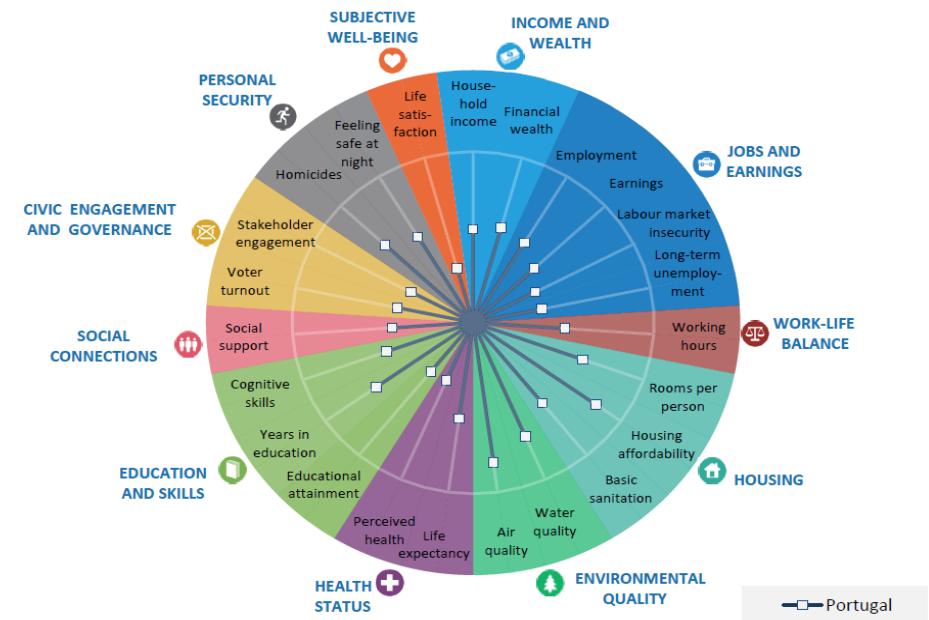 SUBJECTIVE
WELL-BEING
INCOME AND
WEALTH
PERSONAL
SECURITY
Life
satis-
faction
House-
hold
income
Financial
wealth
Feeling
safe at
night
Homicides
Employment
Earnings
JOBS AND
EARNINGS
CIVIC ENGAGEMENT
AND GOVERNANCE
Stakeholder
engagement
Voter
turnout
Labour market
insecurity
Long-term
unemploy-
ment
SOCIAL
CONNECTIONS
Social
support
Working
hours
WORK-LIFE
BALANCE
Cognitive
skills
Years in
education
Educational
attainment
EDUCATION
AND SKILLS
Rooms per
person
Housing
affordability
Basic
sanitation
HOUSING
Perceived
health
Life
expectancy
Air
quality
Water
quality
HEALTH
STATUS
ENVIRONMENTAL
QUALITY
Portugal